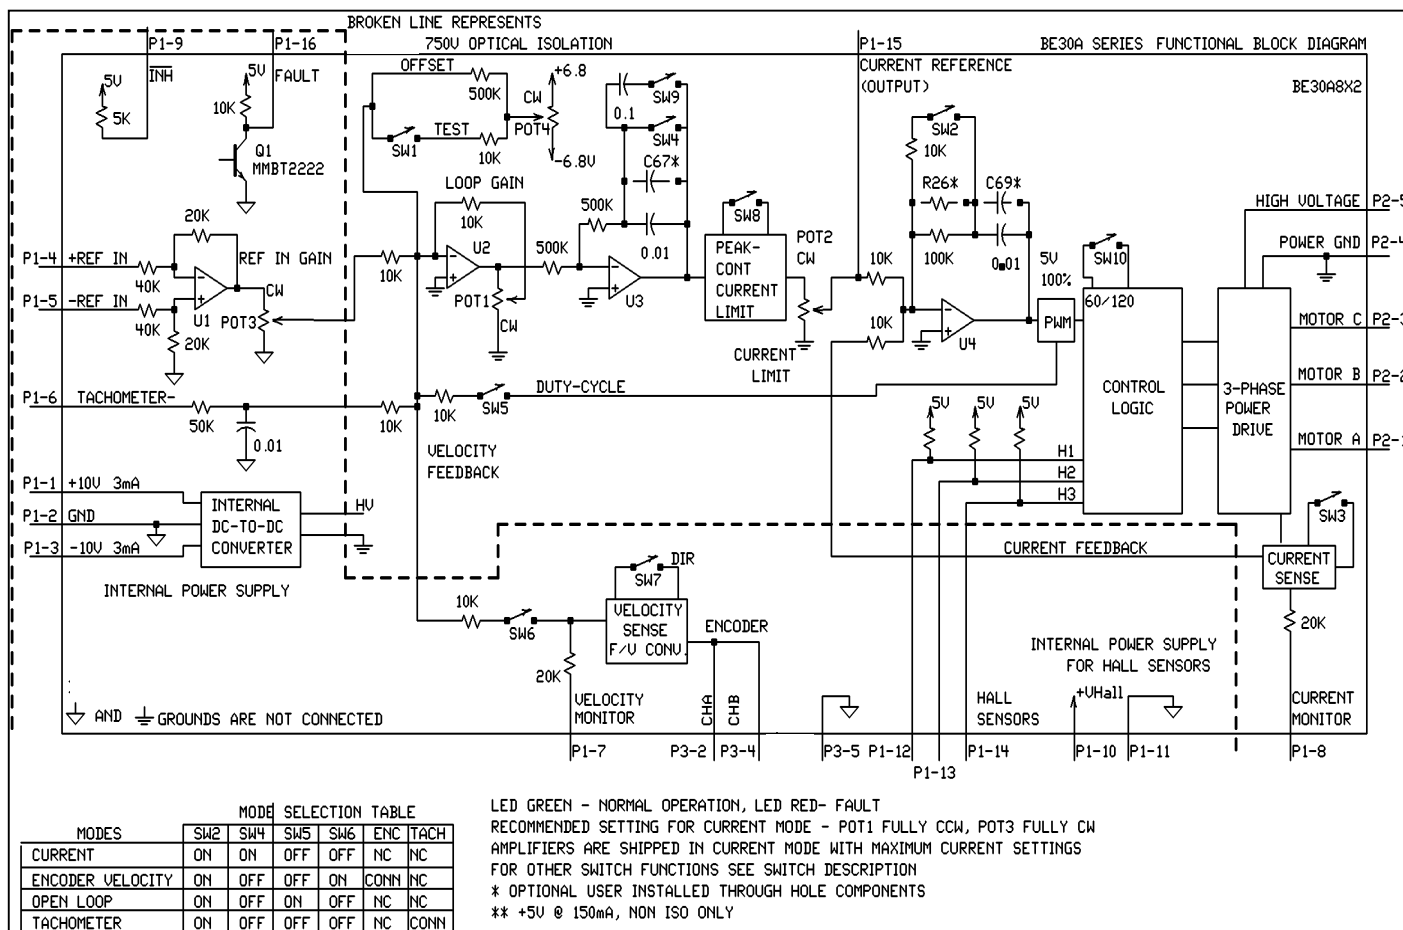 BROKEN LINE REPRESENTS
750V OPTICAL ISOLATION
BE30A SERIES FUNCTIONAL BLOCK DIAGRAM
BE30A8X2
P1-9
INH
5V
5K
P1-16
FAULT
5V
10K
Q1
MMBT2222
OFFSET
500K
TEST
SW1
10K
CW
POT4
+6.8
-6.8V
0.1
SW9
SW4
C67*
0.01
500K
P1-15
CURRENT REFERENCE
(OUTPUT)
SW2
10K
R26*
C69*
100K
0.01
P1-4
+REF IN
40K
20K
P1-5
-REF IN
40K
20K
U1
REF IN GAIN
CW
POT3
10K
LOOP GAIN
10K
U2
POT1
CW
500K
U3
SW8
PEAK-
CONT
CURRENT
LIMIT
POT2
CW
CURRENT
LIMIT
10K
10K
U4
5V
100%
PWM
SW10
60/120
CONTROL
LOGIC
3-PHASE
POWER
DRIVE
HIGH VOLTAGE
P2-5
POWER GND
P2-4
MOTOR C
P2-3
MOTOR B
P2-2
MOTOR A
P2-1
P1-6
TACHOMETER-
50K
0.01
10K
10K
SW5
DUTY-CYCLE
VELOCITY
FEEDBACK
5V
5V
5V
H1
H2
H3
P1-1
+10V 3mA
P1-2
GND
P1-3
-10V 3mA
INTERNAL
DC-TO-DC
CONVERTER
HV
INTERNAL POWER SUPPLY
CURRENT FEEDBACK
CURRENT
SENSE
SW3
20K
10K
SW6
20K
SW7
DIR
VELOCITY
SENSE
F/V CONV.
ENCODER
CHA
CHB
VELOCITY
MONITOR
INTERNAL POWER SUPPLY
FOR HALL SENSORS
+VHall
HALL
SENSORS
CURRENT
MONITOR
AND
GROUNDS ARE NOT CONNECTED
P1-7
P3-2
P3-4
P3-5
P1-12
P1-13
P1-14
P1-10
P1-11
P1-8
MODE SELECTION TABLE
MODES SW2 SW4 SW5 SW6 ENC TACH
CURRENT ON ON OFF OFF NC NC
ENCODER VELOCITY ON OFF OFF ON CONN NC
OPEN LOOP ON OFF ON OFF NC NC
TACHOMETER ON OFF OFF OFF NC CONN
LED GREEN - NORMAL OPERATION, LED RED- FAULT
RECOMMENDED SETTING FOR CURRENT MODE - POT1 FULLY CCW, POT3 FULLY CW
AMPLIFIERS ARE SHIPPED IN CURRENT MODE WITH MAXIMUM CURRENT SETTINGS
FOR OTHER SWITCH FUNCTIONS SEE SWITCH DESCRIPTION
* OPTIONAL USER INSTALLED THROUGH HOLE COMPONENTS
** +5V @ 150mA, NON ISO ONLY